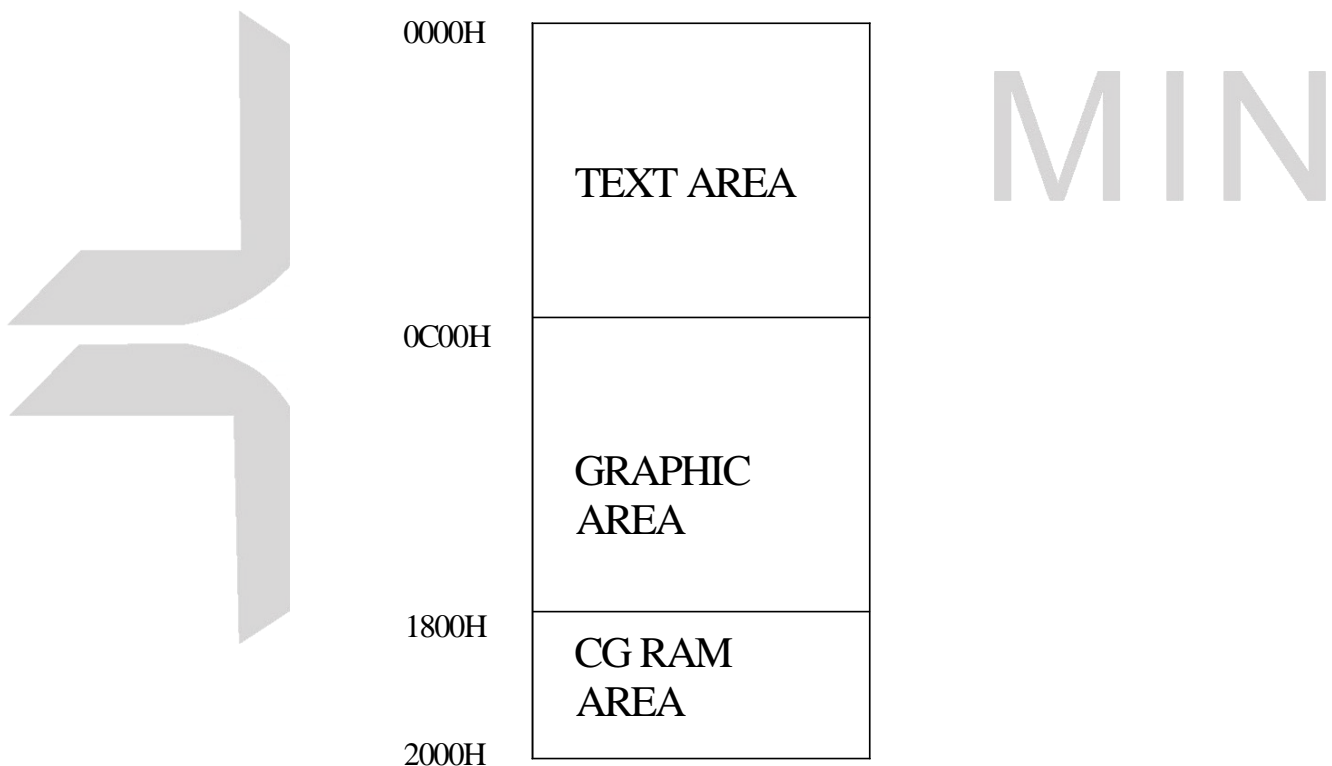 0000H
MIN
TEXT AREA
0C00H
GRAPHIC
AREA
1800H
CG RAM
AREA
2000H